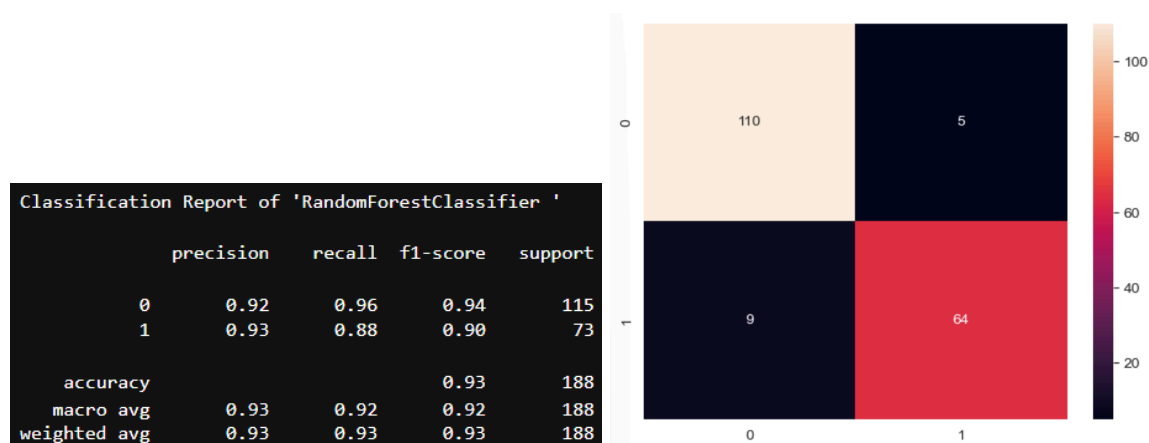 Classification Report of 'RandomForestClassifier '
precision recall f1-score support
0 0.92 0.96 0.94 115
1 0.93 0.88 0.90 73
accuracy 0.93 188
macro avg 0.93 0.92 0.92 188
weighted avg 0.93 0.93 0.93 188
0 110 5
1 9 64
0 1
100
80
60
40
20